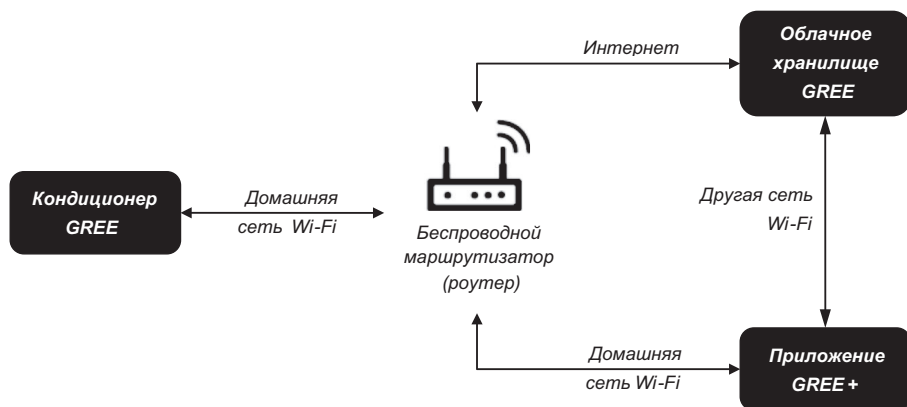 Интернет
Облачное
хранилище
GREE
Кондиционер
GREE
Домашняя
сеть Wi-Fi
Беспроводной
маршрутизатор
(роутер)
Другая сеть
Wi-Fi
Домашняя
сеть Wi-Fi
Приложение
GREE+